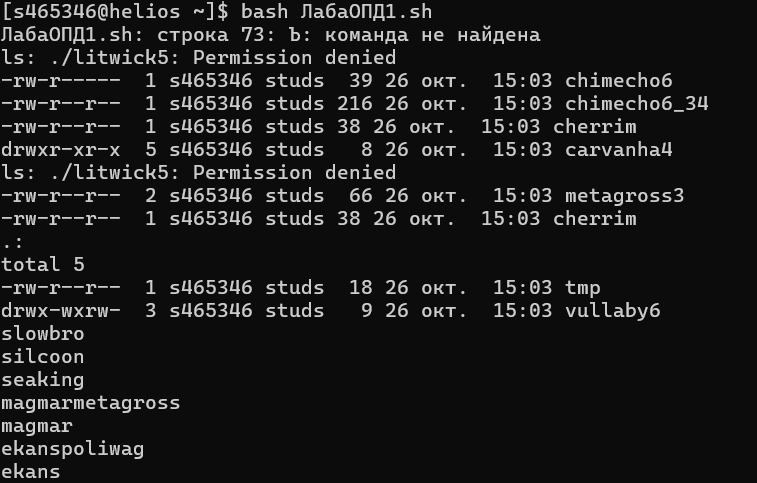 [s465346@helios ~]$ bash ЛабаОПД1.sh
ЛабаОПД1.sh: строка 73: Ъ: команда не найдена
ls: ./litwick5: Permission denied
-rw-r-----  1 s465346 studs   39 26 окт.  15:03 chimecho6
-rw-r--r--  1 s465346 studs  216 26 окт.  15:03 chimecho6_34
-rw-r--r--  1 s465346 studs 38 26 окт.  15:03 cherrim
drwxr-xr-x  5 s465346 studs    8 26 окт.  15:03 carvanha4
ls: ./litwick5: Permission denied
-rw-r--r--  2 s465346 studs   66 26 окт.  15:03 metagross3
-rw-r--r--  1 s465346 studs 38 26 окт.  15:03 cherrim
.:
total 5
-rw-r--r--  1 s465346 studs   18 26 окт.  15:03 tmp
drwx-wxrw-  3 s465346 studs    9 26 окт.  15:03 vullaby6
slowbro
silcoon
seaking
magmarmetagross
magmar
ekanspoliwag
ekans